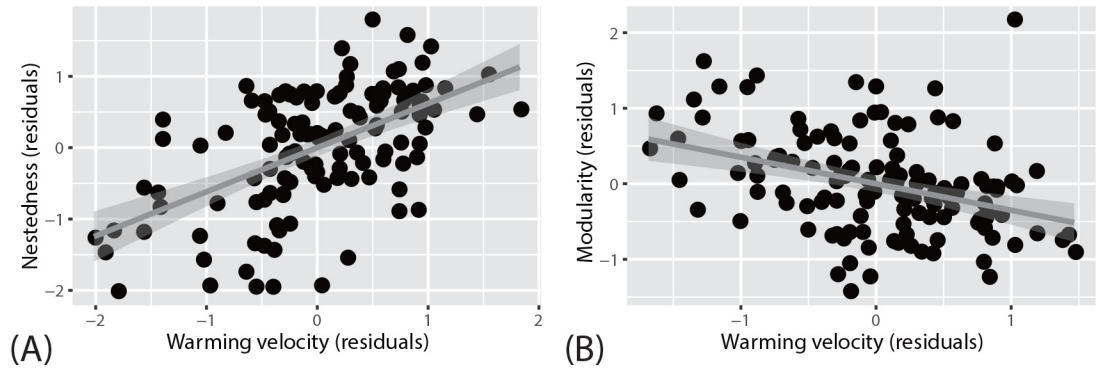 Nestedness (residuals)
1
0
−1
−2
−2 −1 0 1 2
Warming velocity (residuals)
(A)
Modularity (residuals)
2
1
0
−1
−1 0 1
Warming velocity (residuals)
(B)